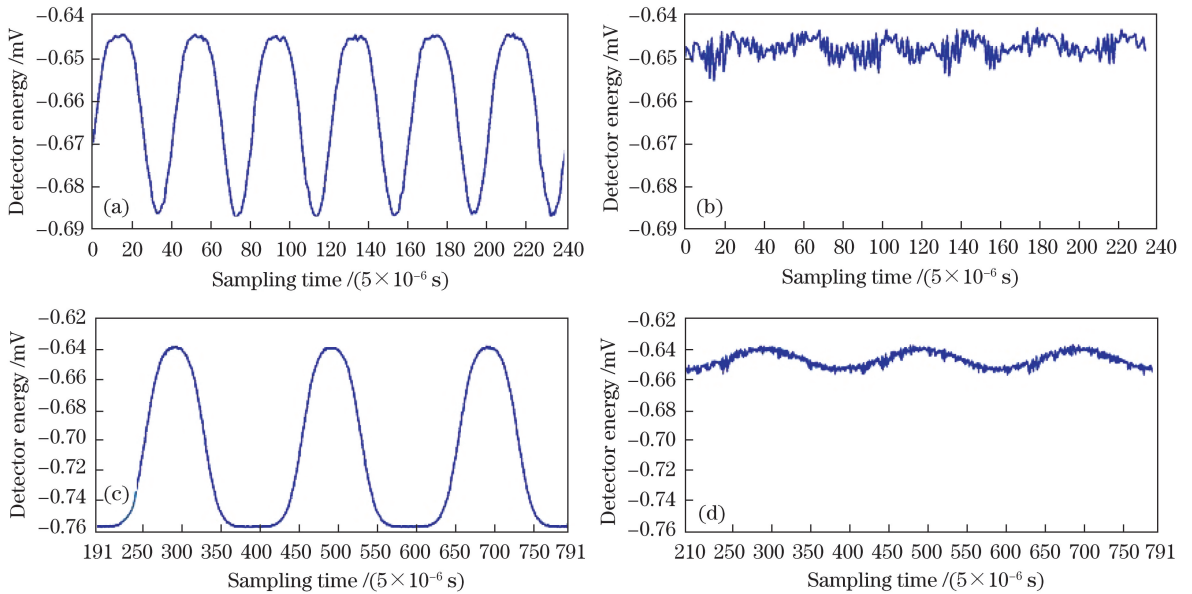 Detector energy /mV
−0.64
−0.65
−0.66
−0.67
−0.68
−0.69
(a)
0 20 40 60 80 100 120 140 160 180 200 220 240
Sampling time /(5×10⁻⁶ s)
Detector energy /mV
−0.64
−0.65
−0.66
−0.67
−0.68
−0.69
(b)
0 20 40 60 80 100 120 140 160 180 200 220 240
Sampling time /(5×10⁻⁶ s)
Detector energy /mV
−0.62
−0.64
−0.66
−0.68
−0.70
−0.72
−0.74
−0.76
(c)
191 250 300 350 400 450 500 550 600 650 700 750 791
Sampling time /(5×10⁻⁶ s)
Detector energy /mV
−0.62
−0.64
−0.66
−0.68
−0.70
−0.72
−0.74
−0.76
(d)
210 250 300 350 400 450 500 550 600 650 700 750 791
Sampling time /(5×10⁻⁶ s)